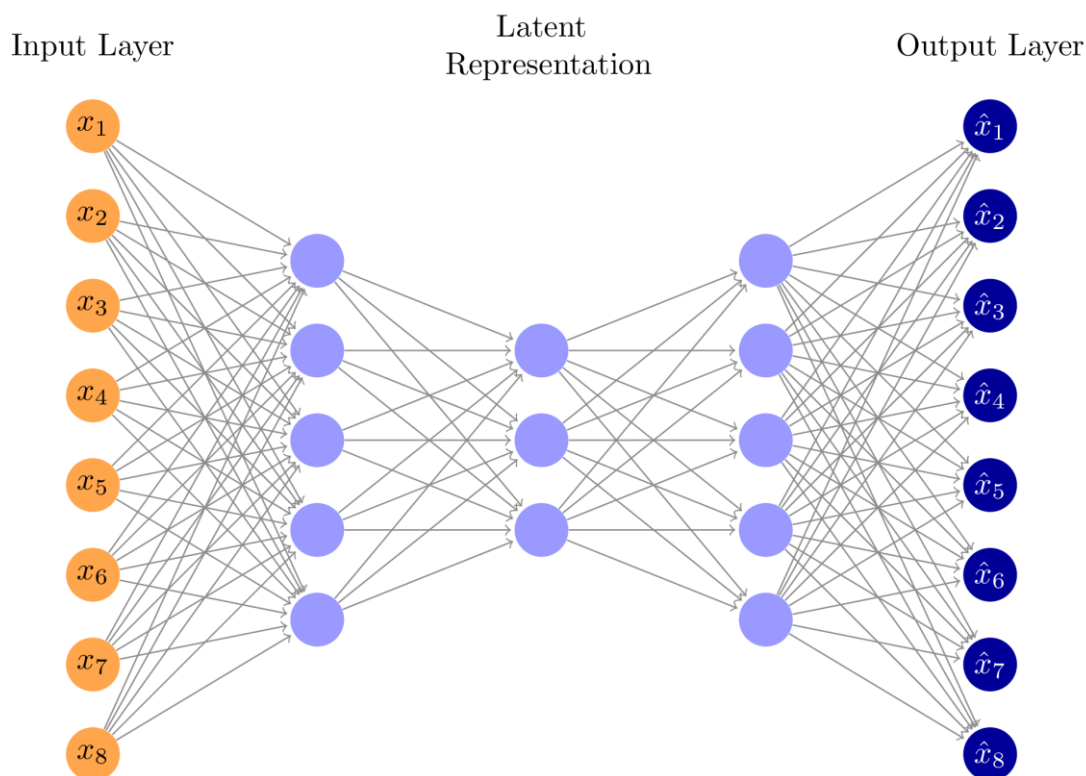 Input Layer
Latent
Representation
Output Layer
x₁
x̂₁
x₂
x̂₂
x₃
x̂₃
x₄
x̂₄
x₅
x̂₅
x₆
x̂₆
x₇
x̂₇
x₈
x̂₈